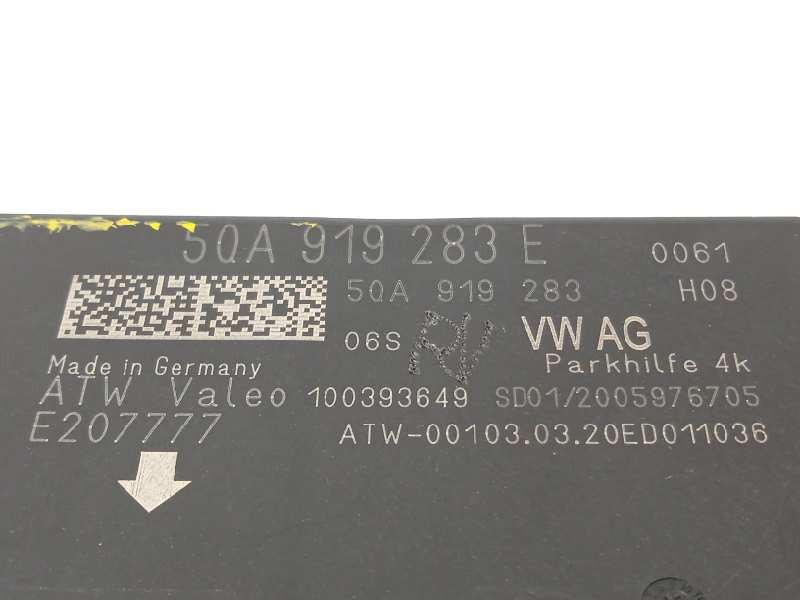 5QA 919 283 E 0061
5QA 919 283 H08
06S VW AG
Made in Germany Parkhilfe 4k
ATW Valeo 100393649 SD01/2005976705
E207777 ATW-00103.03.20ED011036